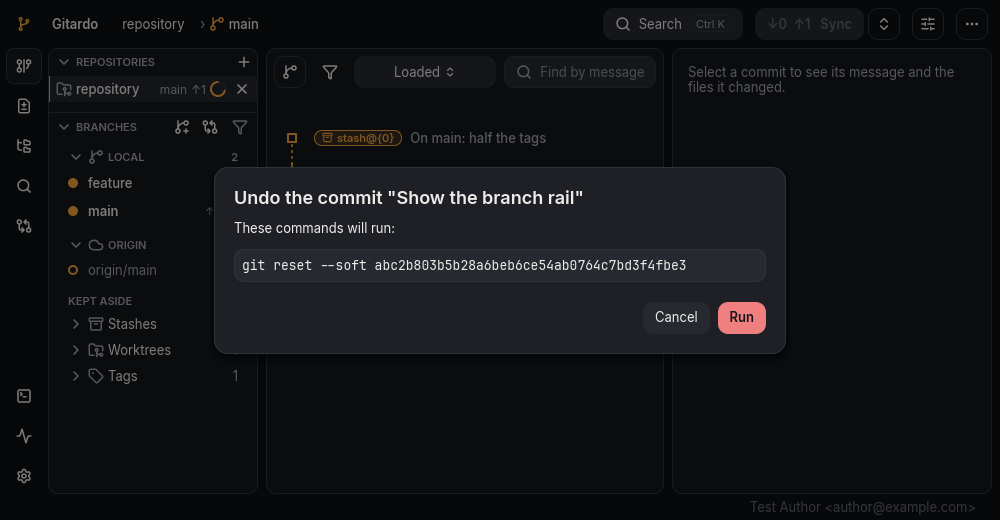 Gitardo
repository
main
Search Ctrl K
↓0 ↑1 Sync
REPOSITORIES
repository main ↑1
BRANCHES
LOCAL 2
feature
main ↑
ORIGIN
origin/main
KEPT ASIDE
Stashes
Worktrees
Tags 1
Loaded
Find by message
stash@{0} On main: half the tags
Select a commit to see its message and the
files it changed.
Undo the commit "Show the branch rail"
These commands will run:
git reset --soft abc2b803b5b28a6beb6ce54ab0764c7bd3f4fbe3
Cancel
Run
Test Author <author@example.com>